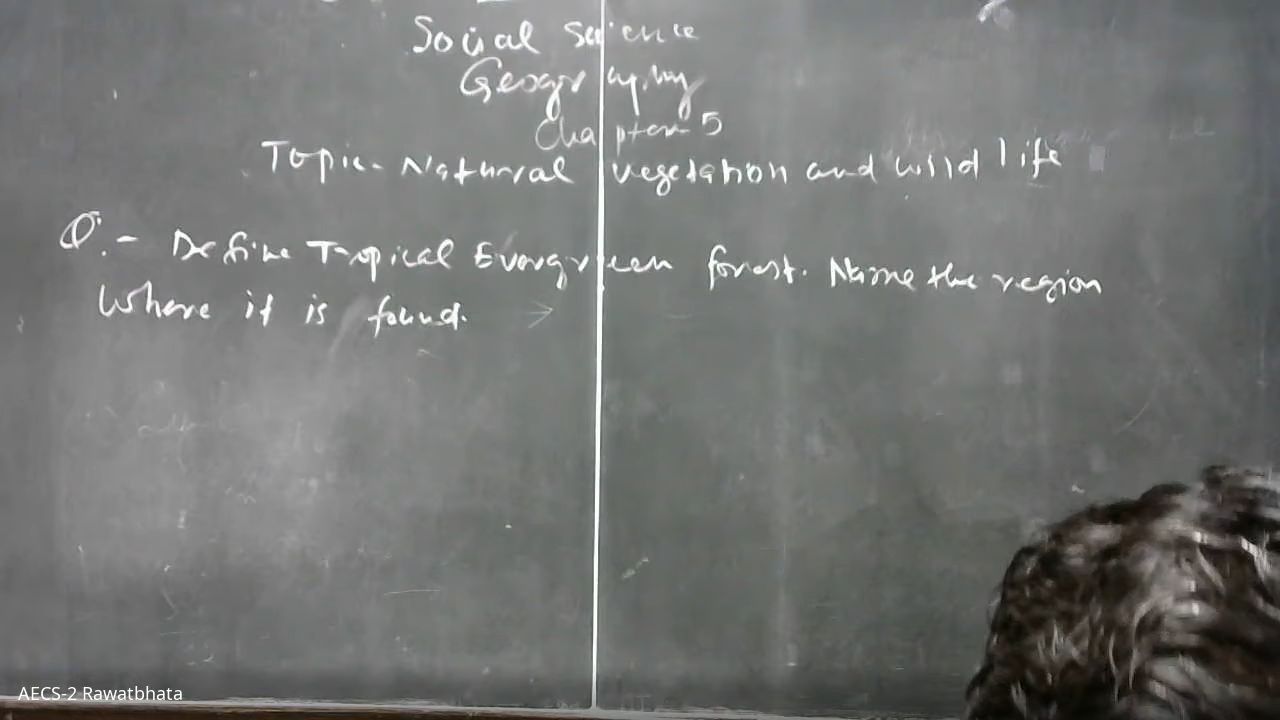 Social Science
Geography
Chapter 5
Topic - Natural vegetation and wild life
Q. - Define Tropical Evergreen forest. Name the region
Where it is found.
AECS-2 Rawatbhata